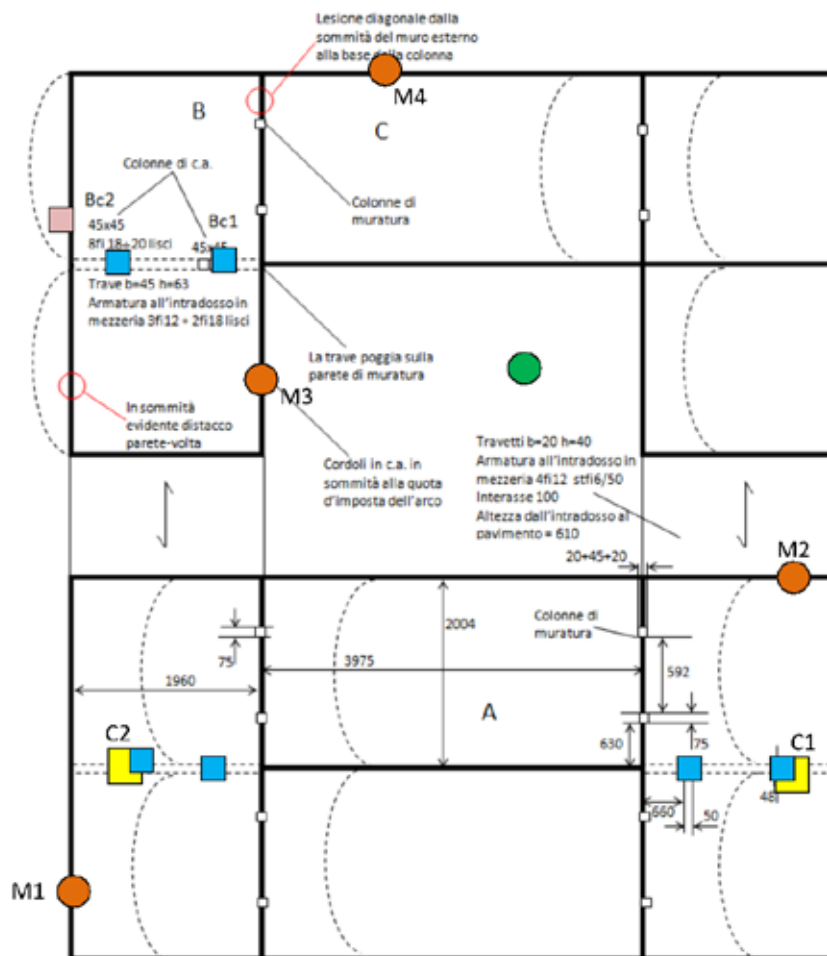 Lesione diagonale dalla
sommità del muro esterno
alla base della colonna
M4
B
C
Colonne di c.a.
Colonne di
muratura
Bc2
45x45
8fi 18÷20 lisci
Bc1
45x45
Trave b=45 h=63
Armatura all'intradosso in
mezzeria 3fi12 + 2fi18 lisci
La trave poggia sulla
parete di muratura
M3
In sommità
evidente distacco
parete-volta
Cordoli in c.a. in
sommità alla quota
d'imposta dell'arco
Travetti b=20 h=40
Armatura all'intradosso in
mezzeria 4fi12 stfi6/50
Interasse 100
Altezza dall'intradosso al
pavimento = 610
20+45+20
M2
Colonne di
muratura
2004
75
3975
592
1960
A
C2
630
75
C1
48
660
50
M1